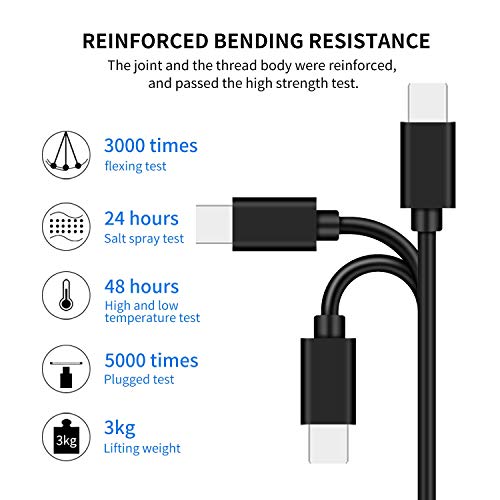 REINFORCED BENDING RESISTANCE
The joint and the thread body were reinforced,
and passed the high strength test.
3000 times
flexing test
24 hours
Salt spray test
48 hours
High and low
temperature test
5000 times
Plugged test
3kg
3kg
Lifting weight